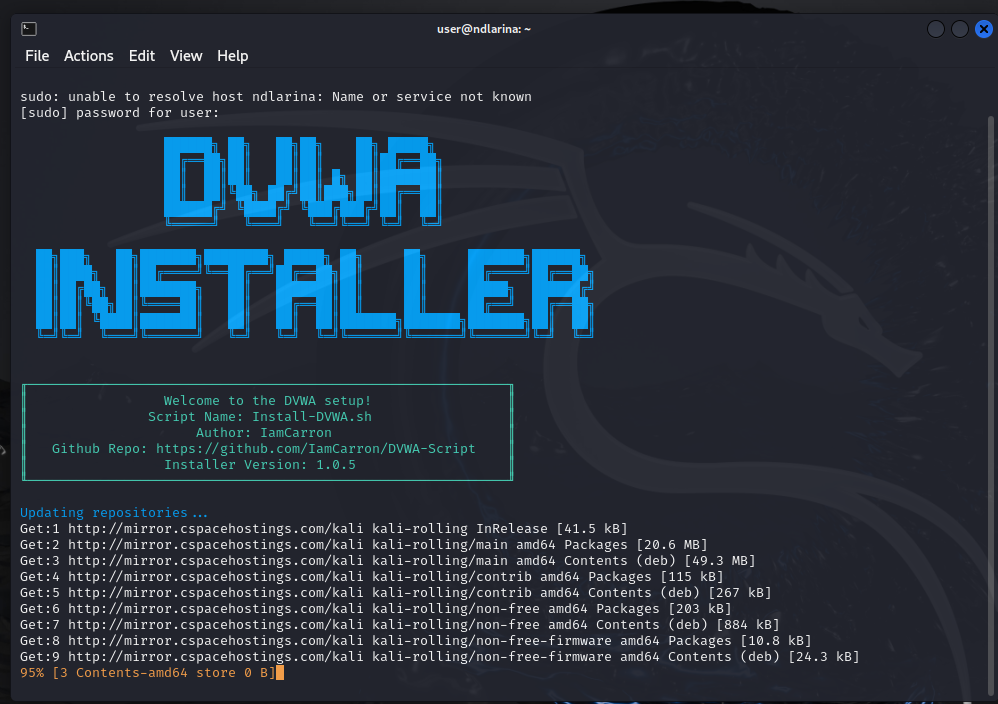 user@ndlarina: ~
File Actions Edit View Help
sudo: unable to resolve host ndlarina: Name or service not known
[sudo] password for user:
DVWA
INSTALLER
Welcome to the DVWA setup!
Script Name: Install-DVWA.sh
Author: IamCarron
Github Repo: https://github.com/IamCarron/DVWA-Script
Installer Version: 1.0.5
Updating repositories...
Get:1 http://mirror.cspacehostings.com/kali kali-rolling InRelease [41.5 kB]
Get:2 http://mirror.cspacehostings.com/kali kali-rolling/main amd64 Packages [20.6 MB]
Get:3 http://mirror.cspacehostings.com/kali kali-rolling/main amd64 Contents (deb) [49.3 MB]
Get:4 http://mirror.cspacehostings.com/kali kali-rolling/contrib amd64 Packages [115 kB]
Get:5 http://mirror.cspacehostings.com/kali kali-rolling/contrib amd64 Contents (deb) [267 kB]
Get:6 http://mirror.cspacehostings.com/kali kali-rolling/non-free amd64 Packages [203 kB]
Get:7 http://mirror.cspacehostings.com/kali kali-rolling/non-free amd64 Contents (deb) [884 kB]
Get:8 http://mirror.cspacehostings.com/kali kali-rolling/non-free-firmware amd64 Packages [10.8 kB]
Get:9 http://mirror.cspacehostings.com/kali kali-rolling/non-free-firmware amd64 Contents (deb) [24.3 kB]
95% [3 Contents-amd64 store 0 B]